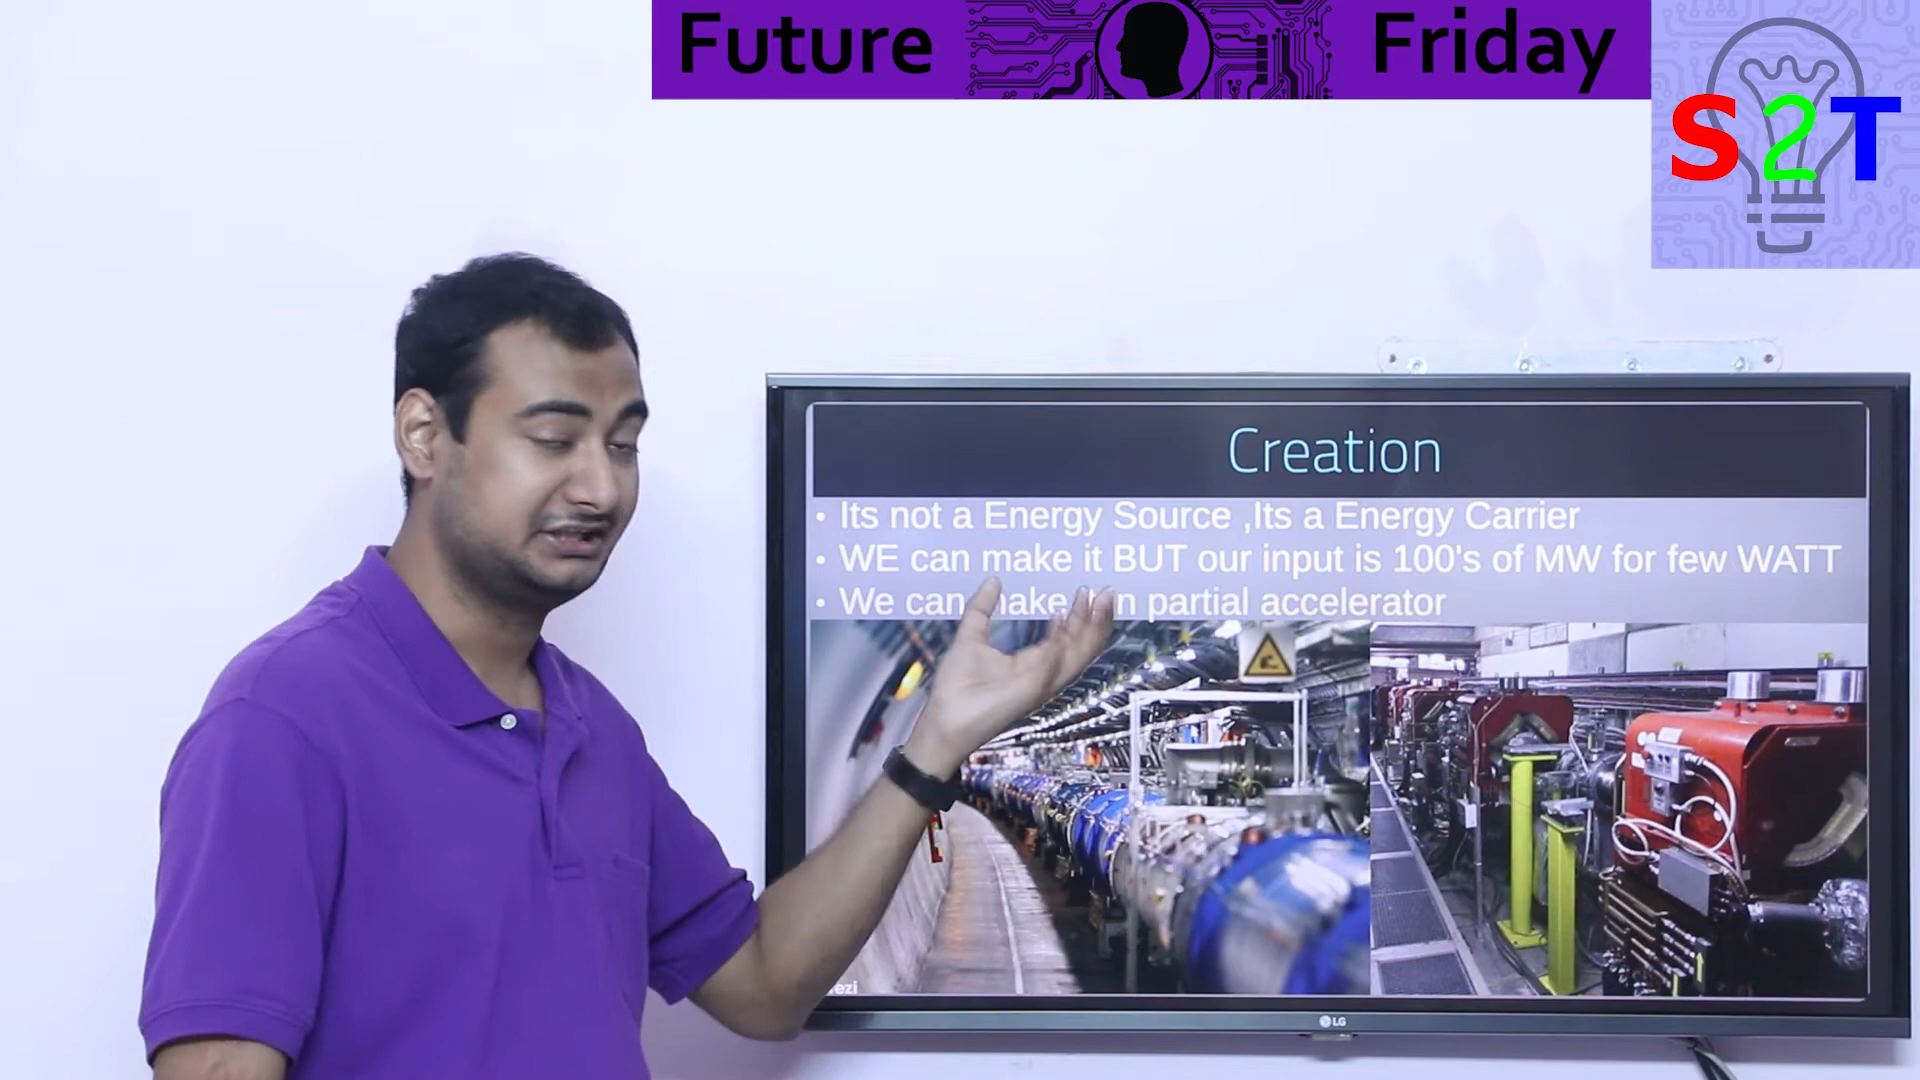 Future Friday
S2T
Creation
• Its not a Energy Source ,Its a Energy Carrier
• WE can make it BUT our input is 100's of MW for few WATT
• We can partial accelerator
LG